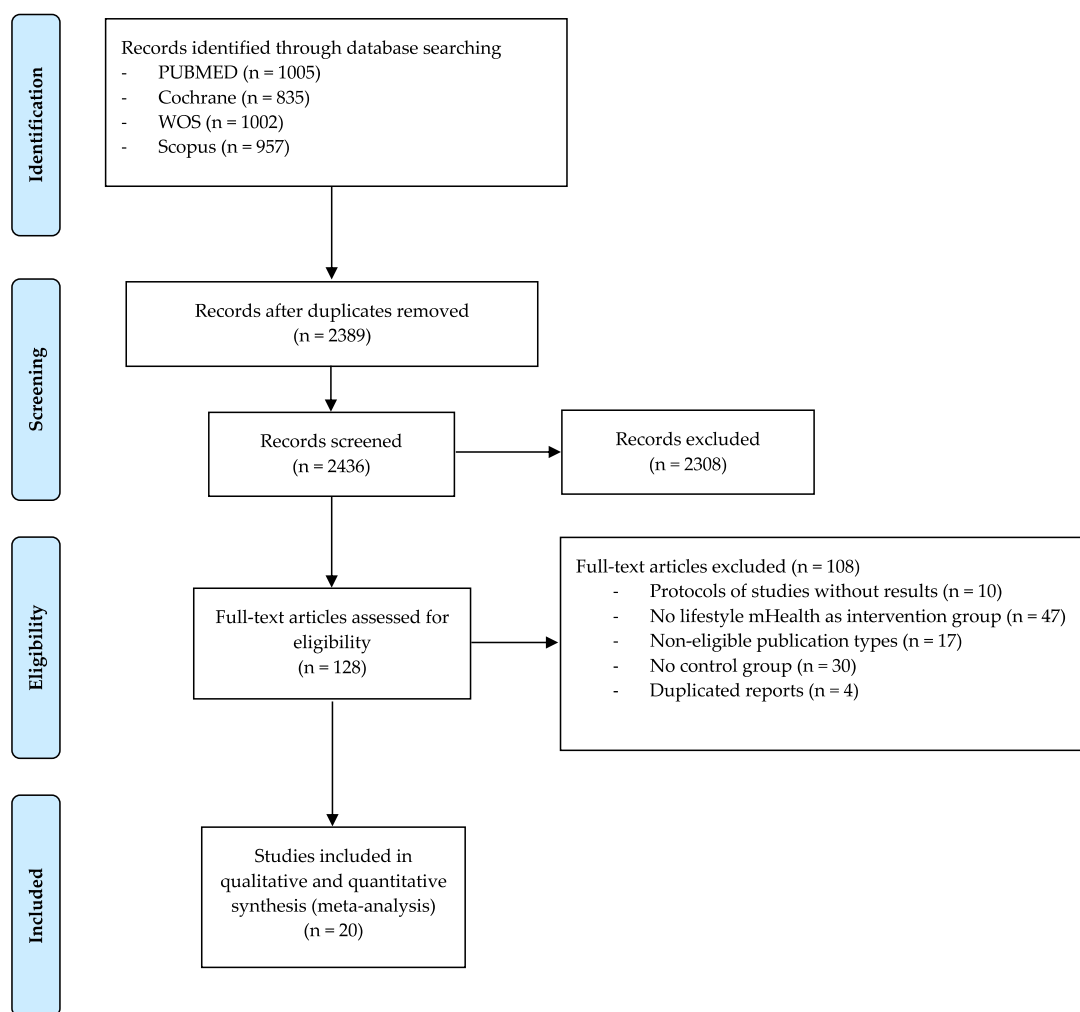 Identification
Records identified through database searching
- PUBMED (n = 1005)
- Cochrane (n = 835)
- WOS (n = 1002)
- Scopus (n = 957)
Screening
Records after duplicates removed
(n = 2389)
Records screened
(n = 2436)
Records excluded
(n = 2308)
Eligibility
Full-text articles assessed for
eligibility
(n = 128)
Full-text articles excluded (n = 108)
- Protocols of studies without results (n = 10)
- No lifestyle mHealth as intervention group (n = 47)
- Non-eligible publication types (n = 17)
- No control group (n = 30)
- Duplicated reports (n = 4)
Included
Studies included in
qualitative and quantitative
synthesis (meta-analysis)
(n = 20)